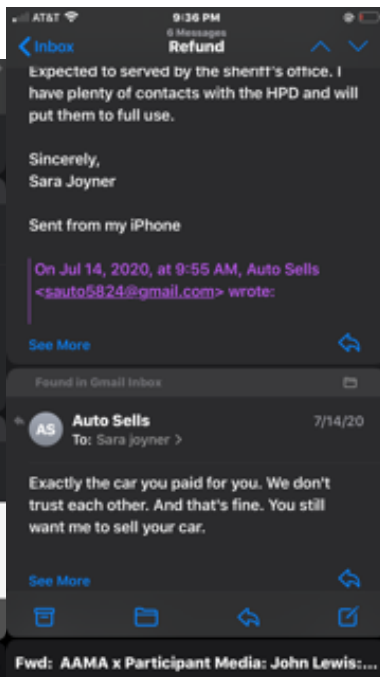 AT&T
9:36 PM
Inbox
6 Messages
Refund
Expected to served by the sheriff's office. I
have plenty of contacts with the HPD and will
put them to full use.
Sincerely,
Sara Joyner
Sent from my iPhone
On Jul 14, 2020, at 9:55 AM, Auto Sells
<sauto5824@gmail.com> wrote:
See More
Found in Gmail Inbox
AS
Auto Sells
7/14/20
To: Sara joyner >
Exactly the car you paid for you. We don't
trust each other. And that's fine. You still
want me to sell your car.
See More
Fwd: AAMA x Participant Media: John Lewis:...